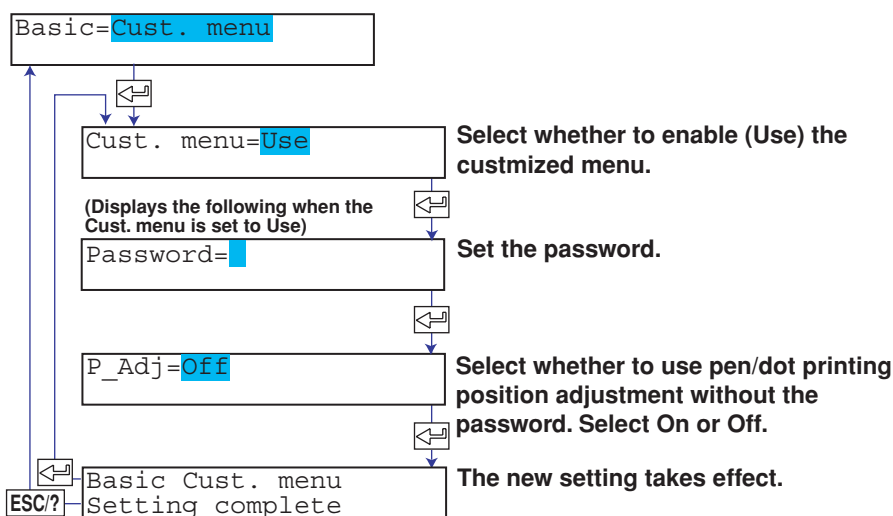 Basic=Cust. menu
Cust. menu=Use
Select whether to enable (Use) the
custmized menu.
(Displays the following when the
Cust. menu is set to Use)
Password=
Set the password.
P_Adj=Off
Select whether to use pen/dot printing
position adjustment without the
password. Select On or Off.
Basic Cust. menu
Setting complete
The new setting takes effect.
ESC/?